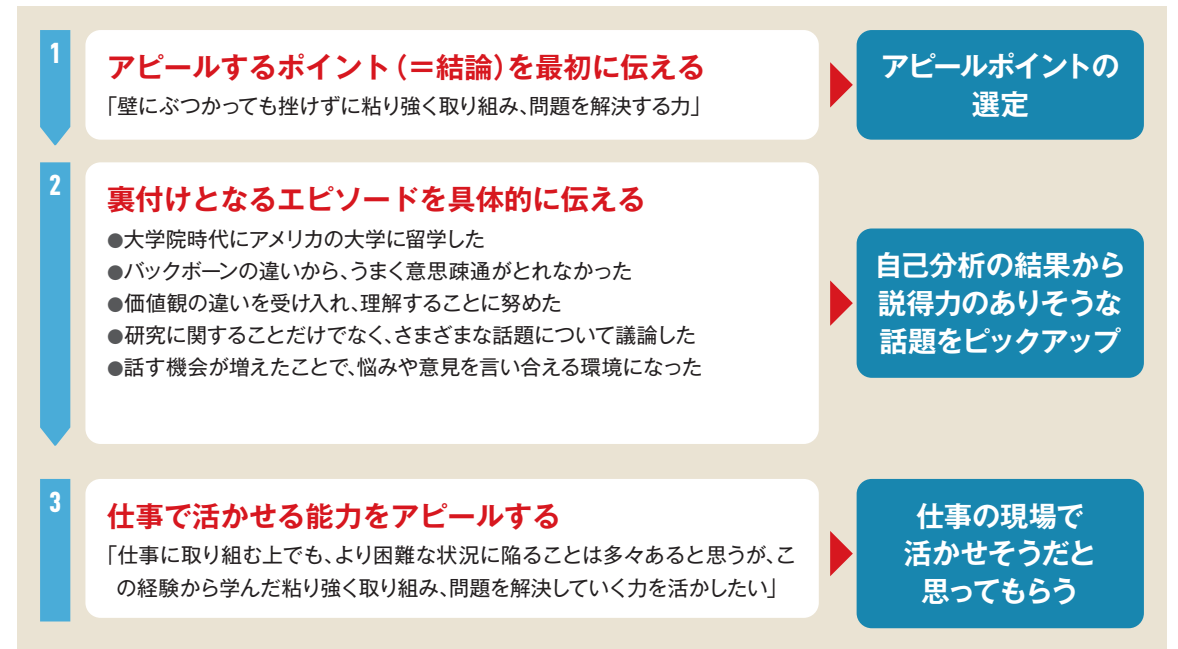 1
アピールするポイント（＝結論）を最初に伝える
「壁にぶつかっても挫けずに粘り強く取り組み、問題を解決する力」
アピールポイントの
選定
2
裏付けとなるエピソードを具体的に伝える
●大学院時代にアメリカの大学に留学した
●バックボーンの違いから、うまく意思疎通がとれなかった
●価値観の違いを受け入れ、理解することに努めた
●研究に関することだけでなく、さまざまな話題について議論した
●話す機会が増えたことで、悩みや意見を言い合える環境になった
自己分析の結果から
説得力のありそうな
話題をピックアップ
3
仕事で活かせる能力をアピールする
「仕事に取り組む上でも、より困難な状況に陥ることは多々あると思うが、こ
の経験から学んだ粘り強く取り組み、問題を解決していく力を活かしたい」
仕事の現場で
活かせそうだと
思ってもらう